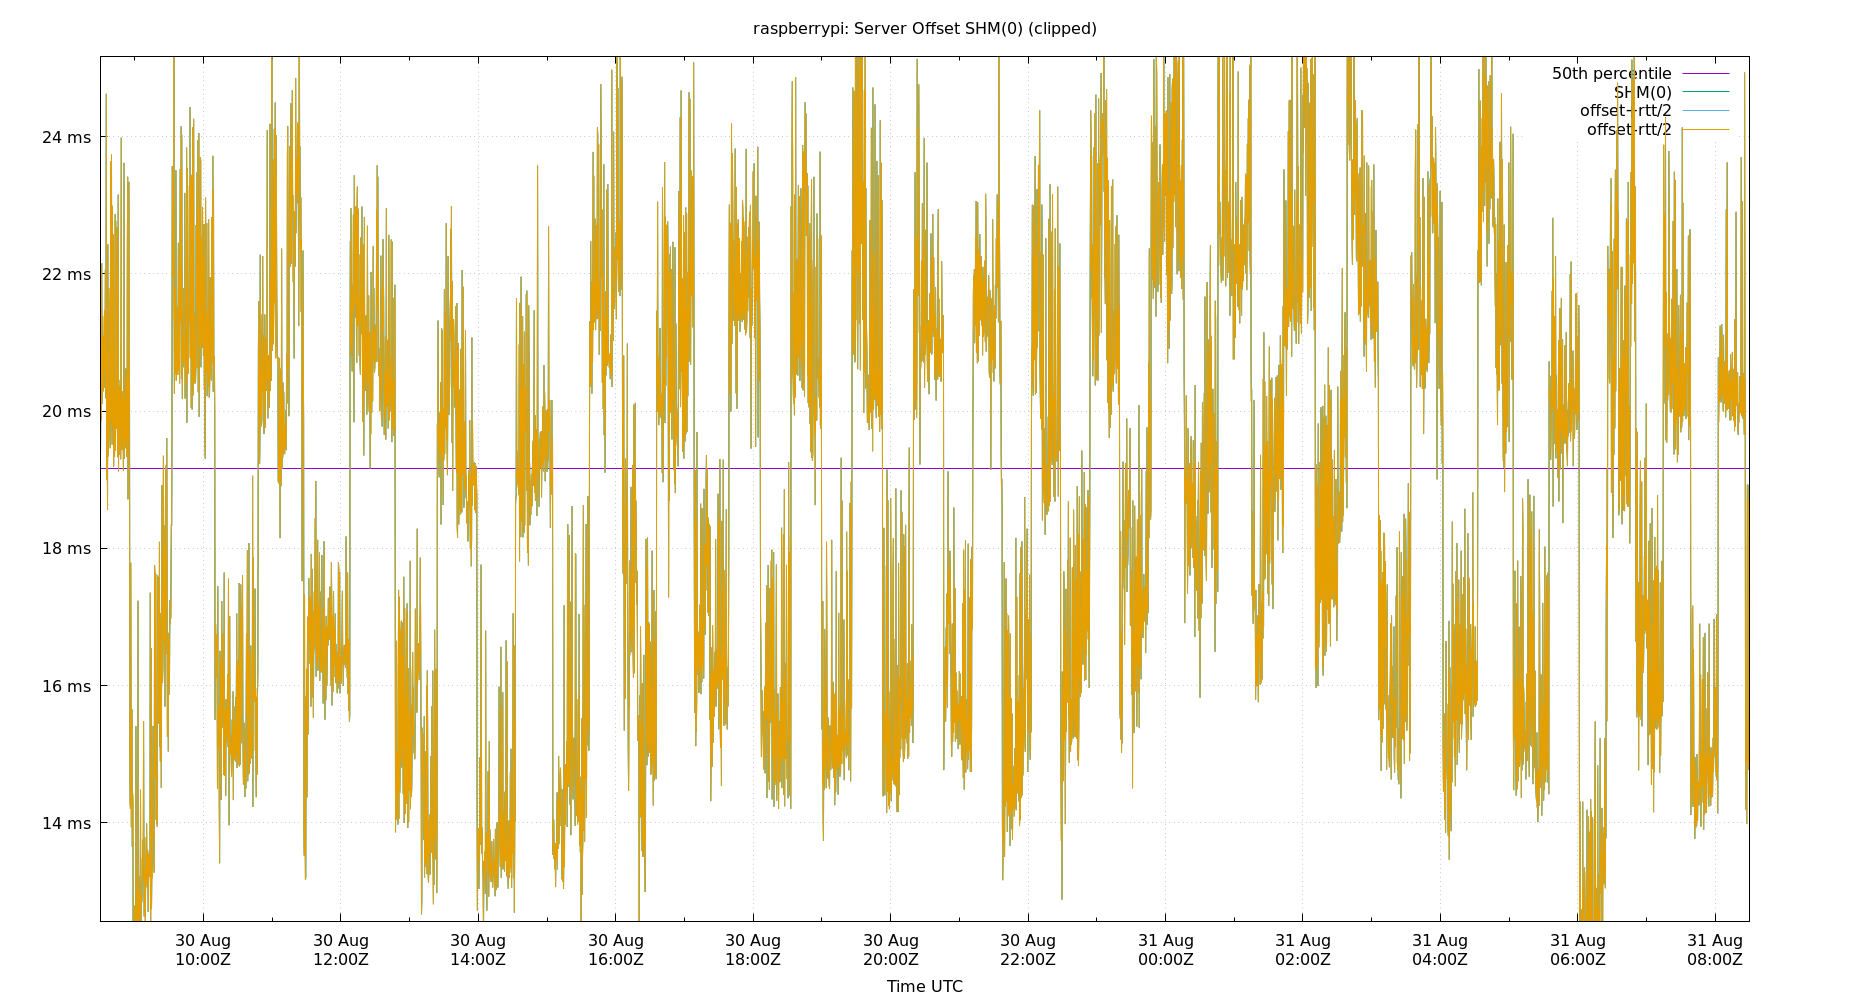 raspberrypi: Server Offset SHM(0) (clipped)
50th percentile
SHM(0)
offset+rtt/2
offset-rtt/2
24 ms
22 ms
20 ms
18 ms
16 ms
14 ms
30 Aug 30 Aug 30 Aug 30 Aug 30 Aug 30 Aug 30 Aug 31 Aug 31 Aug 31 Aug 31 Aug 31 Aug
10:00Z 12:00Z 14:00Z 16:00Z 18:00Z 20:00Z 22:00Z 00:00Z 02:00Z 04:00Z 06:00Z 08:00Z
Time UTC